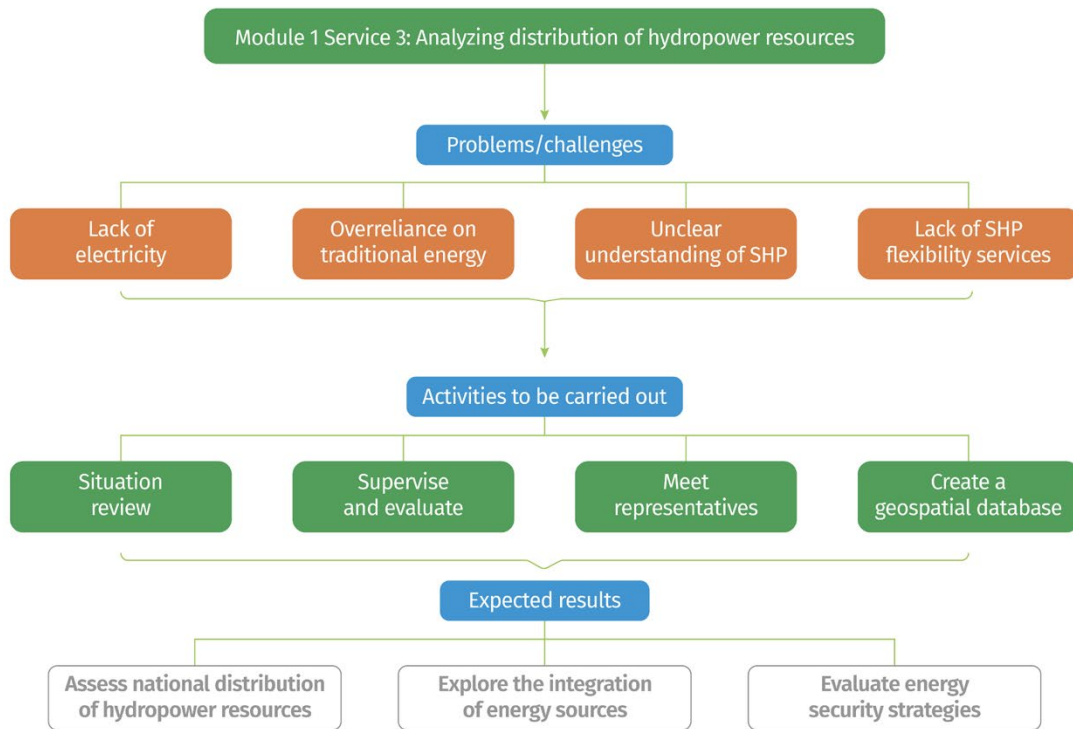 Module 1 Service 3: Analyzing distribution of hydropower resources
Problems/challenges
Lack of
electricity
Overreliance on
traditional energy
Unclear
understanding of SHP
Lack of SHP
flexibility services
Activities to be carried out
Situation
review
Supervise
and evaluate
Meet
representatives
Create a
geospatial database
Expected results
Assess national distribution
of hydropower resources
Explore the integration
of energy sources
Evaluate energy
security strategies